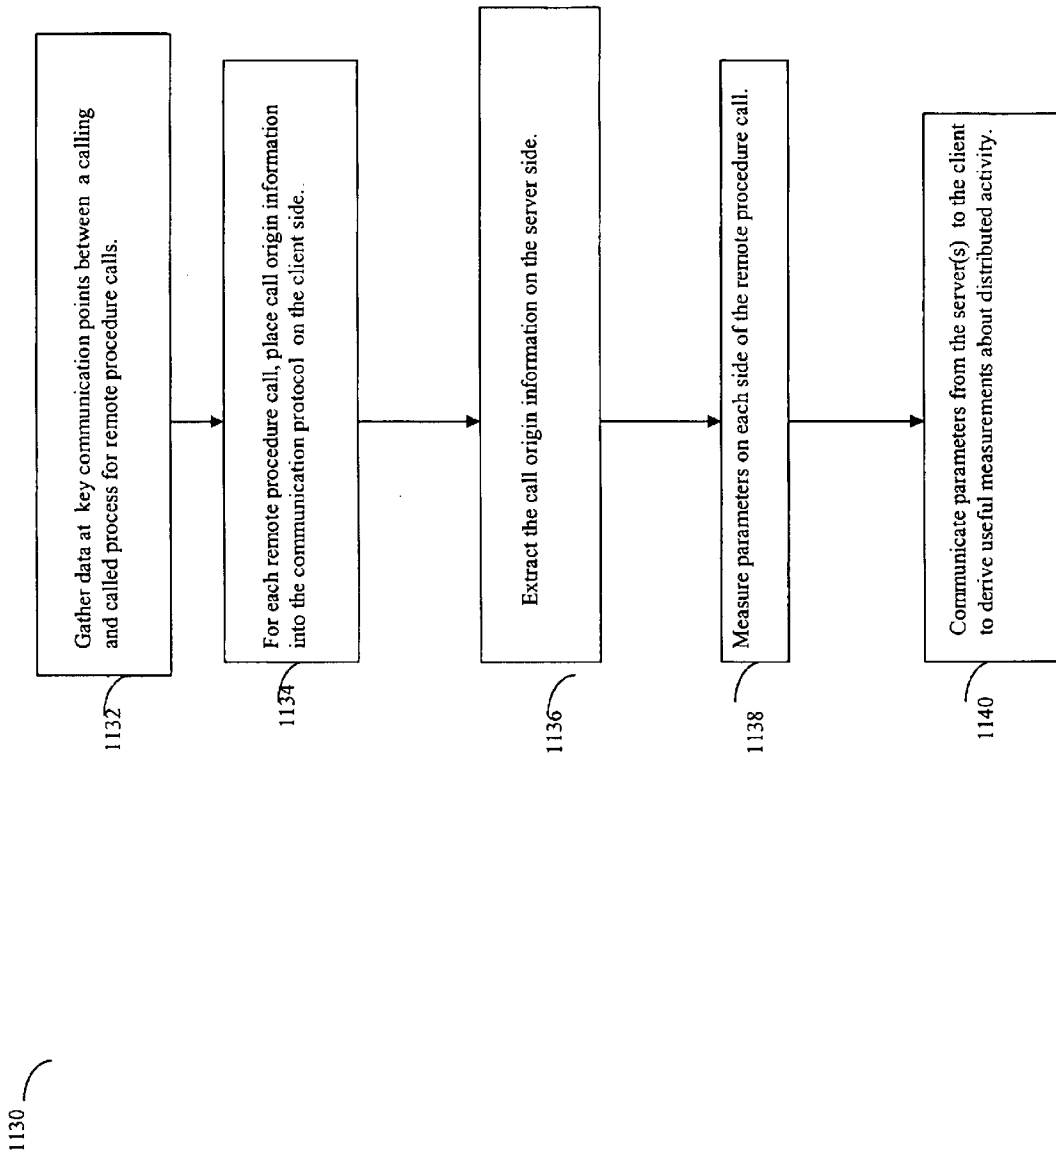 1130
1132
Gather data at key communication points between a calling
and called process for remote procedure calls.
1134
For each remote procedure call, place call origin information
into the communication protocol on the client side..
1136
Extract the call origin information on the server side.
1138
Measure parameters on each side of the remote procedure call.
1140
Communicate parameters from the server(s) to the client
to derive useful measurements about distributed activity.